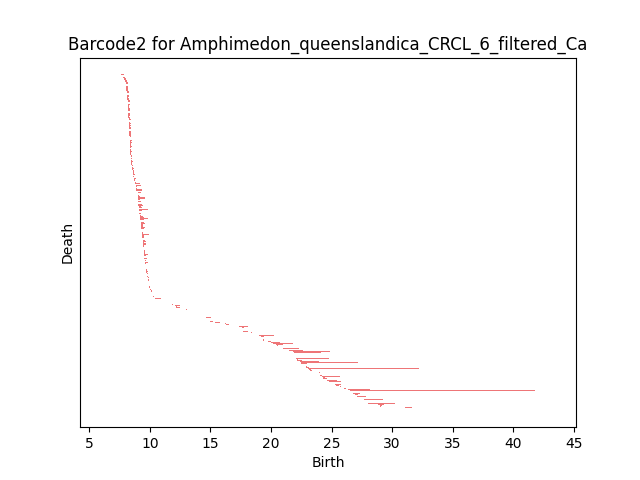 Barcode2 for Amphimedon_queenslandica_CRCL_6_filtered_Ca
Death
5 10 15 20 25 30 35 40 45
Birth